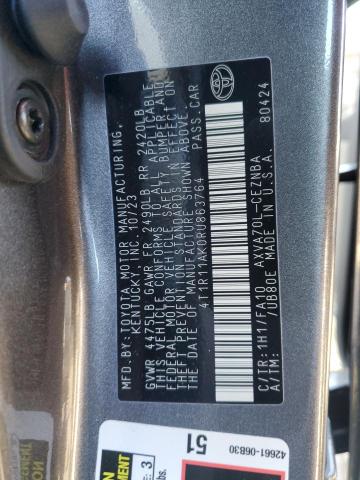 MFD.BY:TOYOTA MOTOR MANUFACTURING,
KENTUCKY, INC. 10/23
GVWR 4475LB GAWR FR 2490LB RR 2420LB
THIS VEHICLE CONFORMS TO ALL APPLICABLE
FEDERAL MOTOR VEHICLE SAFETY, BUMPER AND
THEFT PREVENTION STANDARDS IN EFFECT ON
THE DATE OF MANUFACTURE SHOWN ABOVE.
4T1R11AK0RU863764 PASS.CAR
C/TR:1H1/FA10 AXVA70L-CEZNBA
A/TM: /UB80E MADE IN U.S.A.
80424
42661-06B30
51
3
lbs.